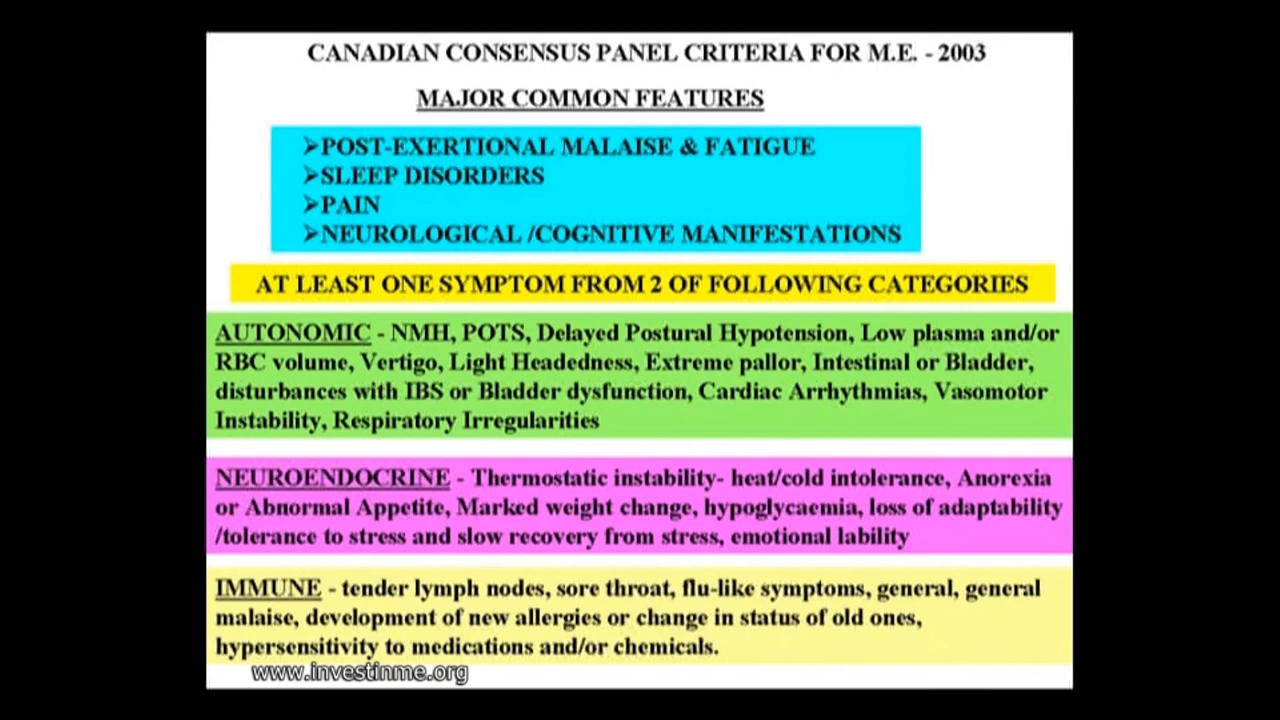 CANADIAN CONSENSUS PANEL CRITERIA FOR M.E. - 2003
MAJOR COMMON FEATURES
➢POST-EXERTIONAL MALAISE & FATIGUE
➢SLEEP DISORDERS
➢PAIN
➢NEUROLOGICAL /COGNITIVE MANIFESTATIONS
AT LEAST ONE SYMPTOM FROM 2 OF FOLLOWING CATEGORIES
AUTONOMIC - NMH, POTS, Delayed Postural Hypotension, Low plasma and/or
RBC volume, Vertigo, Light Headedness, Extreme pallor, Intestinal or Bladder,
disturbances with IBS or Bladder dysfunction, Cardiac Arrhythmias, Vasomotor
Instability, Respiratory Irregularities
NEUROENDOCRINE - Thermostatic instability- heat/cold intolerance, Anorexia
or Abnormal Appetite, Marked weight change, hypoglycaemia, loss of adaptability
/tolerance to stress and slow recovery from stress, emotional lability
IMMUNE - tender lymph nodes, sore throat, flu-like symptoms, general, general
malaise, development of new allergies or change in status of old ones,
hypersensitivity to medications and/or chemicals.
www.investinme.org